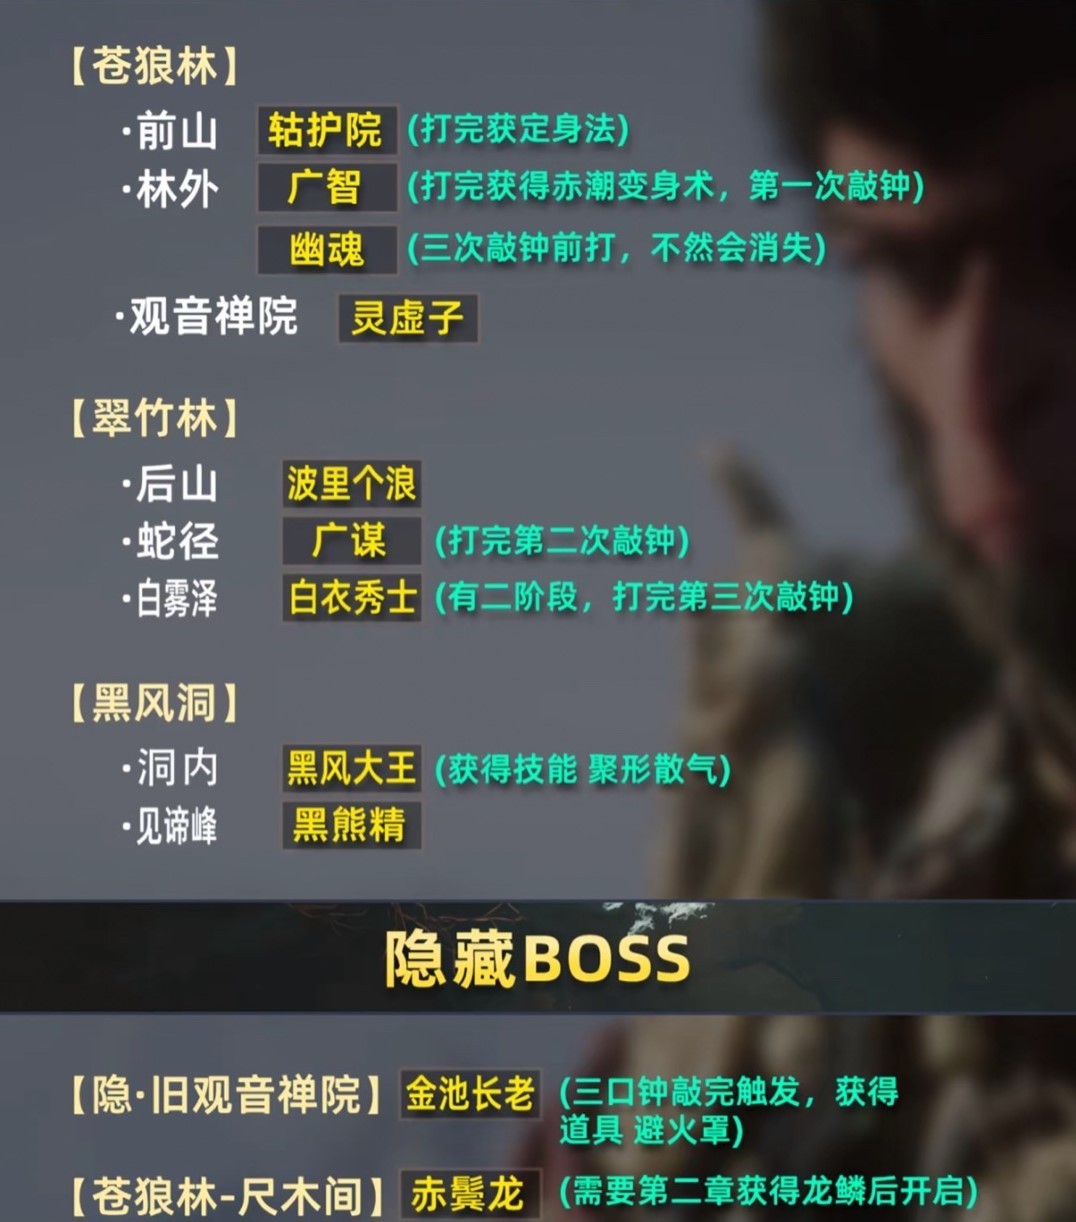 【苍狼林】
·前山 轱护院 (打完获定身法)
·林外 广智 (打完获得赤潮变身术，第一次敲钟)
幽魂 (三次敲钟前打，不然会消失)
·观音禅院 灵虚子
【翠竹林】
·后山 波里个浪
·蛇径 广谋 (打完第二次敲钟)
·白雾泽 白衣秀士 (有二阶段，打完第三次敲钟)
【黑风洞】
·洞内 黑风大王 (获得技能 聚形散气)
·见谛峰 黑熊精
隐藏BOSS
【隐·旧观音禅院】 金池长老 (三口钟敲完触发，获得
道具 避火罩)
【苍狼林-尺木间】 赤鬓龙 (需要第二章获得龙鳞后开启)